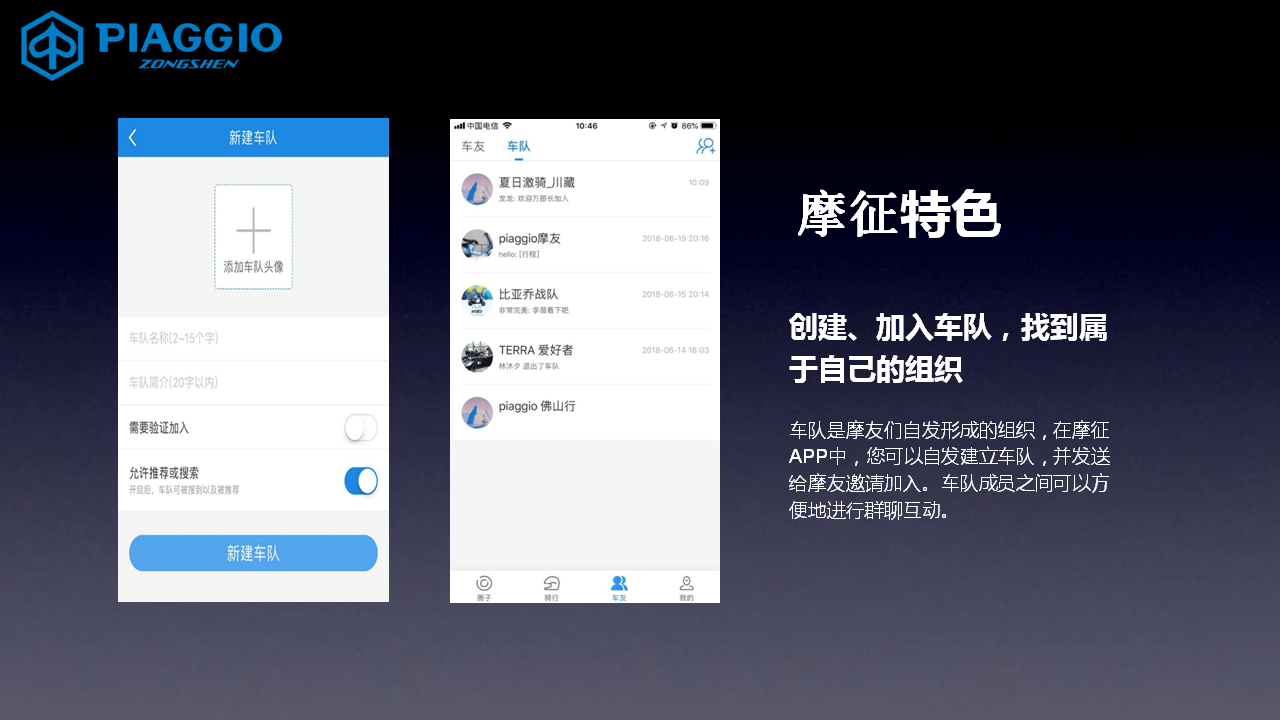 PIAGGIO
ZONGSHEN
新建车队
添加车队头像
车队名称(2~15个字)
车队简介(20字以内)
需要验证加入
允许推荐或搜索
开启后，车队可被搜到以及被推荐
新建车队
中国电信 10:46 86%
车友 车队
夏日激骑_川藏 10:09
龙龙: 欢迎万部长加入
piaggio摩友 2018-06-15 20:16
hello: [行程]
比亚乔战队 2018-06-15 20:14
非常完美: 李薇看下吧
TERRA 爱好者 2018-06-14 16:03
林沐夕 退出了车队
piaggio 佛山行
圈子 骑行 车友 我的
摩征特色
创建、加入车队，找到属
于自己的组织
车队是摩友们自发形成的组织，在摩征
APP中，您可以自发建立车队，并发送
给摩友邀请加入。车队成员之间可以方
便地进行群聊互动。